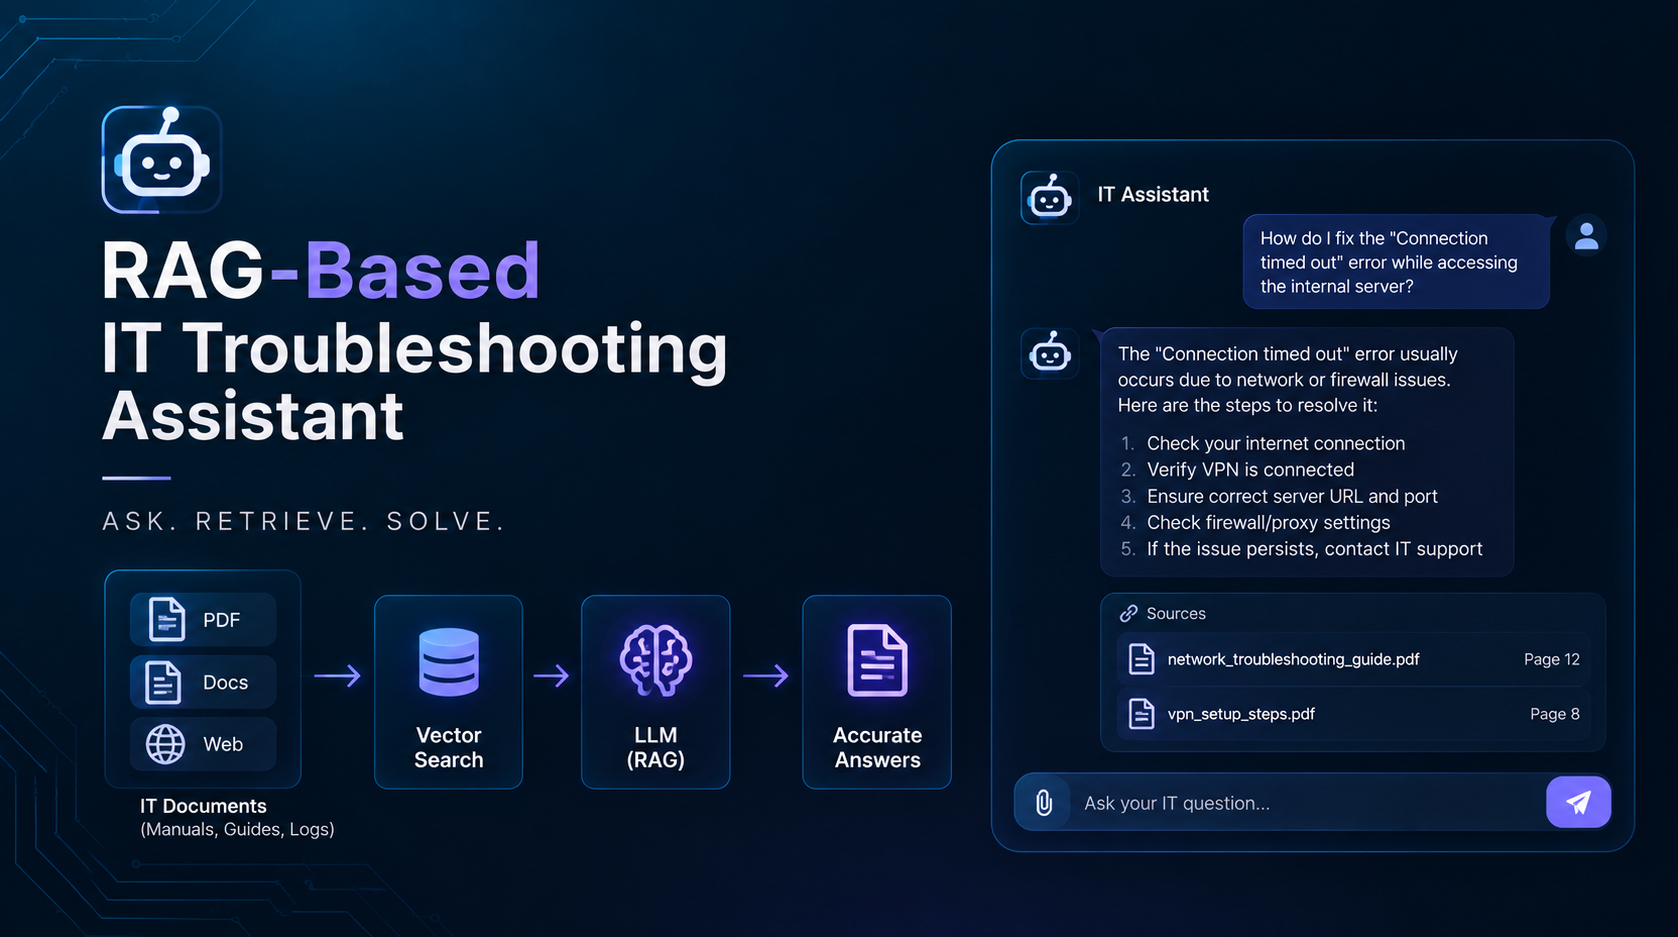 RAG-Based
IT Troubleshooting
Assistant
ASK. RETRIEVE. SOLVE.
PDF
Docs
Web
IT Documents
(Manuals, Guides, Logs)
Vector
Search
LLM
(RAG)
Accurate
Answers
IT Assistant
How do I fix the "Connection
timed out" error while accessing
the internal server?
The "Connection timed out" error usually
occurs due to network or firewall issues.
Here are the steps to resolve it:
1. Check your internet connection
2. Verify VPN is connected
3. Ensure correct server URL and port
4. Check firewall/proxy settings
5. If the issue persists, contact IT support
Sources
network_troubleshooting_guide.pdf Page 12
vpn_setup_steps.pdf Page 8
Ask your IT question...